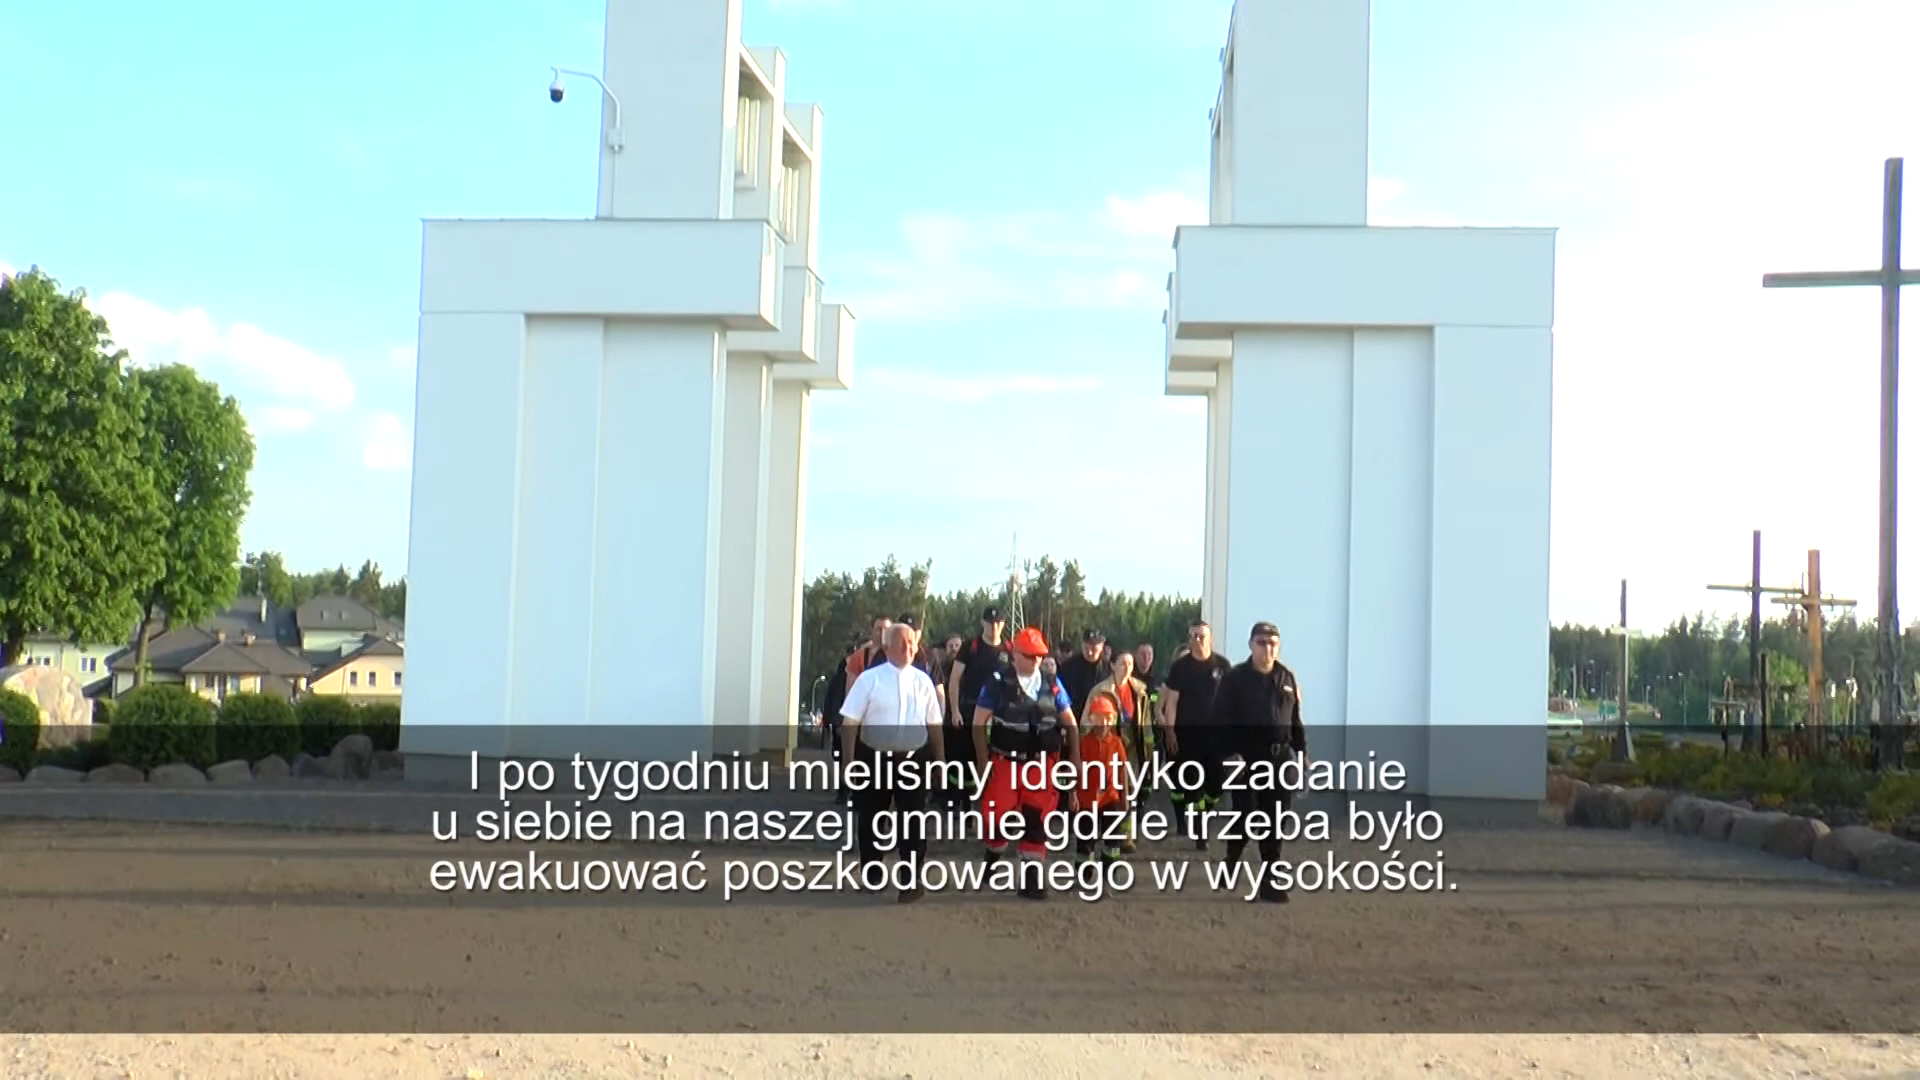 I po tygodniu mieliśmy identyko zadanie
u siebie na naszej gminie gdzie trzeba było
ewakuować poszkodowanego w wysokości.